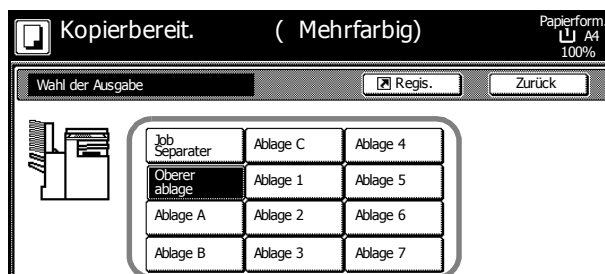 Kopierbereit. ( Mehrfarbig)
Papierform.
1 A4
100%
Wahl der Ausgabe
Regis.
Zurück
Job
Separater
Ablage C
Ablage 4
Oberer
ablage
Ablage 1
Ablage 5
Ablage A
Ablage 2
Ablage 6
Ablage B
Ablage 3
Ablage 7